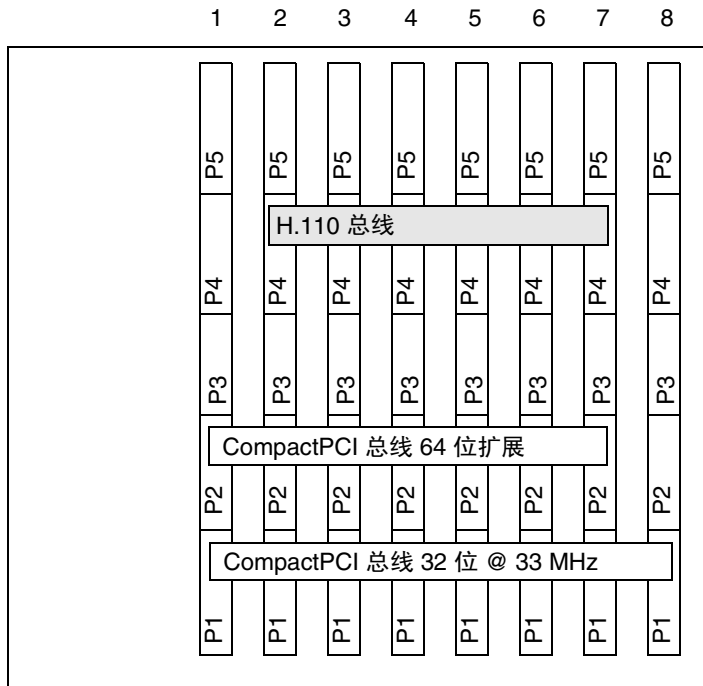 1 2 3 4 5 6 7 8
P5 P5 P5 P5 P5 P5 P5 P5
H.110 总线
P4 P4 P4 P4 P4 P4 P4 P4
P3 P3 P3 P3 P3 P3 P3 P3
CompactPCI 总线 64 位扩展
P2 P2 P2 P2 P2 P2 P2 P2
CompactPCI 总线 32 位 @ 33 MHz
P1 P1 P1 P1 P1 P1 P1 P1